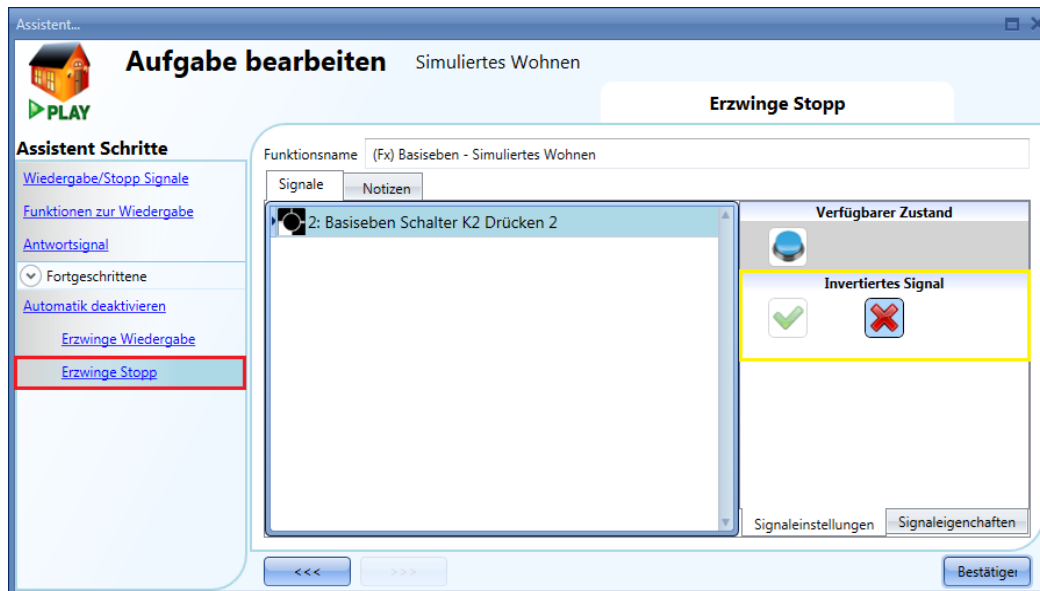 Assistent...
Aufgabe bearbeiten Simuliertes Wohnen
PLAY
Erzwinge Stopp
Assistent Schritte
Wiedergabe/Stopp Signale
Funktionen zur Wiedergabe
Antwortsignal
Fortgeschrittene
Automatik deaktivieren
Erzwinge Wiedergabe
Erzwinge Stopp
Funktionsname (Fx) Basiseben - Simuliertes Wohnen
Signale Notizen
2: Basiseben Schalter K2 Drücken 2
Verfügbarer Zustand
Invertiertes Signal
Signaleinstellungen Signaleigenchaften
<<< >>> Bestätiger